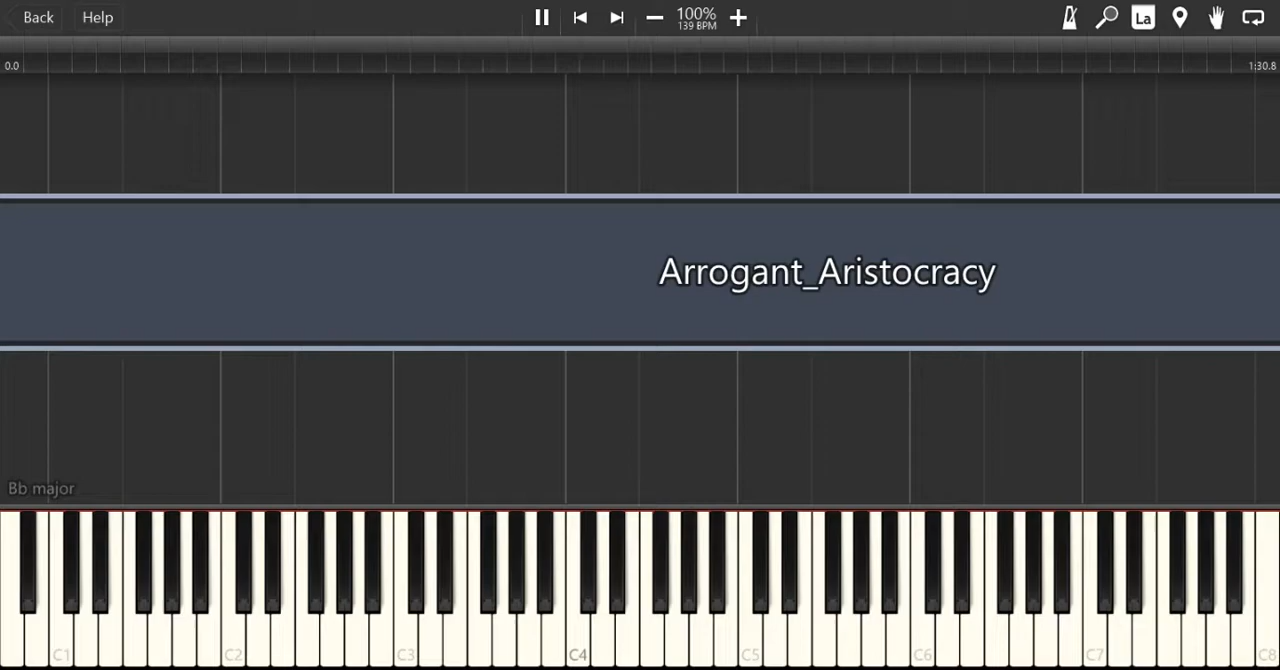 Back Help 100% La
139 BPM
0.0 1:30.8
Arrogant_Aristocracy
Bb major
C1 C2 C3 C4 C5 C6 C7 C8